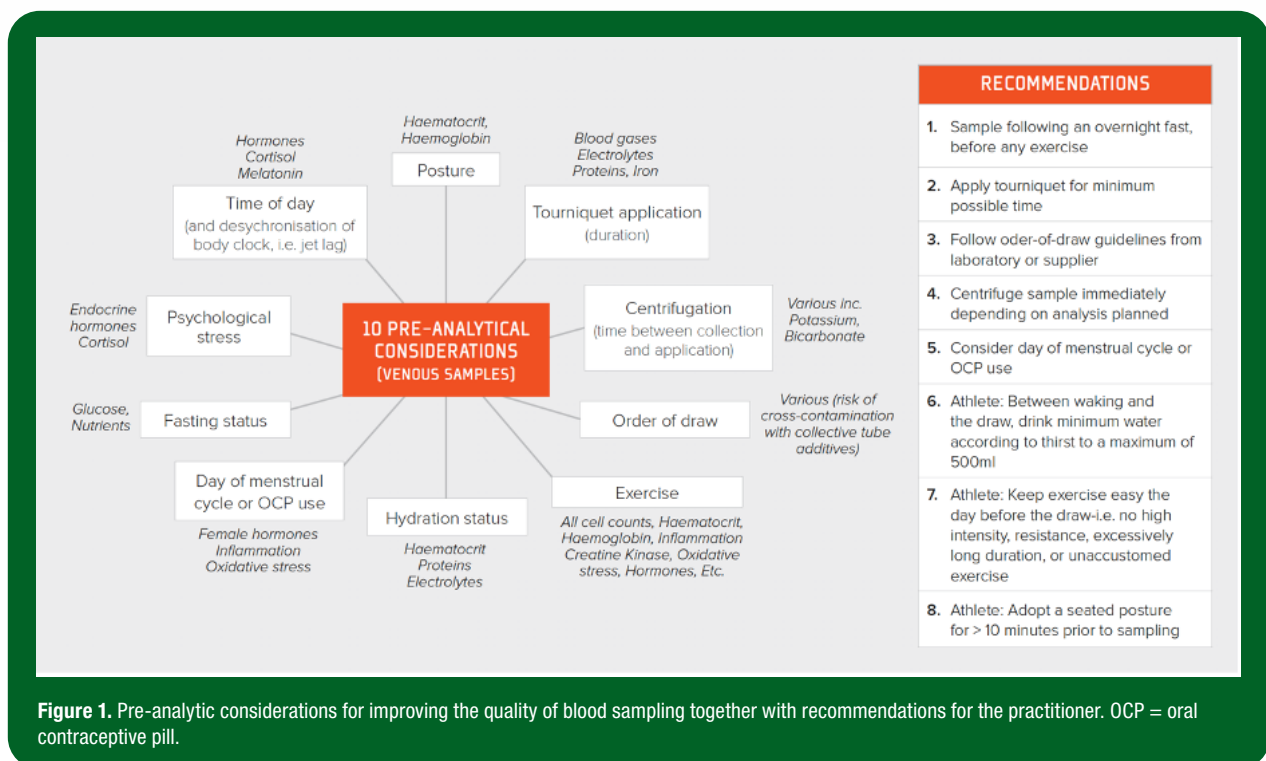 Haematocrit,
Haemoglobin
Posture
Hormones
Cortisol
Melatonin
Time of day
(and desychronisation of
body clock, i.e. jet lag)
Blood gases
Electrolytes
Proteins, Iron
Tourniquet application
(duration)
Endocrine
hormones
Cortisol
Psychological
stress
10 PRE-ANALYTICAL
CONSIDERATIONS
(VENOUS SAMPLES)
Centrifugation
(time between collection
and application)
Various inc.
Potassium,
Bicarbonate
Glucose,
Nutrients
Fasting status
Order of draw
Various (risk of
cross-contamination
with collective tube
additives)
Day of menstrual
cycle or OCP use
Female hormones
Inflammation
Oxidative stress
Hydration status
Haematocrit
Proteins
Electrolytes
Exercise
All cell counts, Haematocrit,
Haemoglobin, Inflammation
Creatine Kinase, Oxidative
stress, Hormones, Etc.
RECOMMENDATIONS
1. Sample following an overnight fast,
before any exercise
2. Apply tourniquet for minimum
possible time
3. Follow oder-of-draw guidelines from
laboratory or supplier
4. Centrifuge sample immediately
depending on analysis planned
5. Consider day of menstrual cycle or
OCP use
6. Athlete: Between waking and
the draw, drink minimum water
according to thirst to a maximum of
500ml
7. Athlete: Keep exercise easy the
day before the draw-i.e. no high
intensity, resistance, excessively
long duration, or unaccustomed
exercise
8. Athlete: Adopt a seated posture
for > 10 minutes prior to sampling
Figure 1. Pre-analytic considerations for improving the quality of blood sampling together with recommendations for the practitioner. OCP = oral
contraceptive pill.